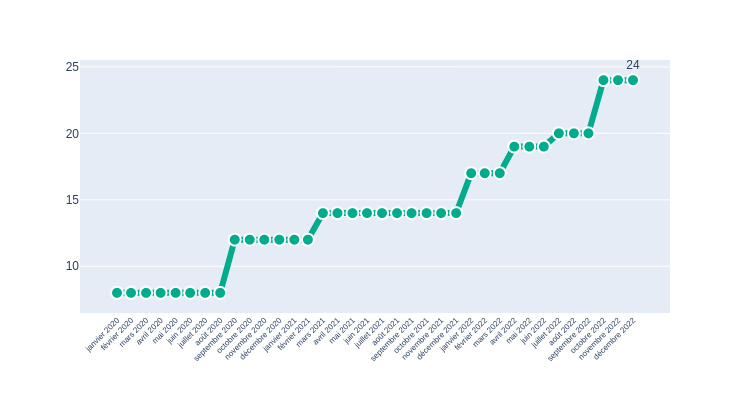 24
25
20
15
10
janvier 2020
février 2020
mars 2020
avril 2020
mai 2020
juin 2020
juillet 2020
août 2020
septembre 2020
octobre 2020
novembre 2020
décembre 2020
janvier 2021
février 2021
mars 2021
avril 2021
mai 2021
juin 2021
juillet 2021
août 2021
septembre 2021
octobre 2021
novembre 2021
décembre 2021
janvier 2022
février 2022
mars 2022
avril 2022
mai 2022
juin 2022
juillet 2022
août 2022
septembre 2022
octobre 2022
novembre 2022
décembre 2022